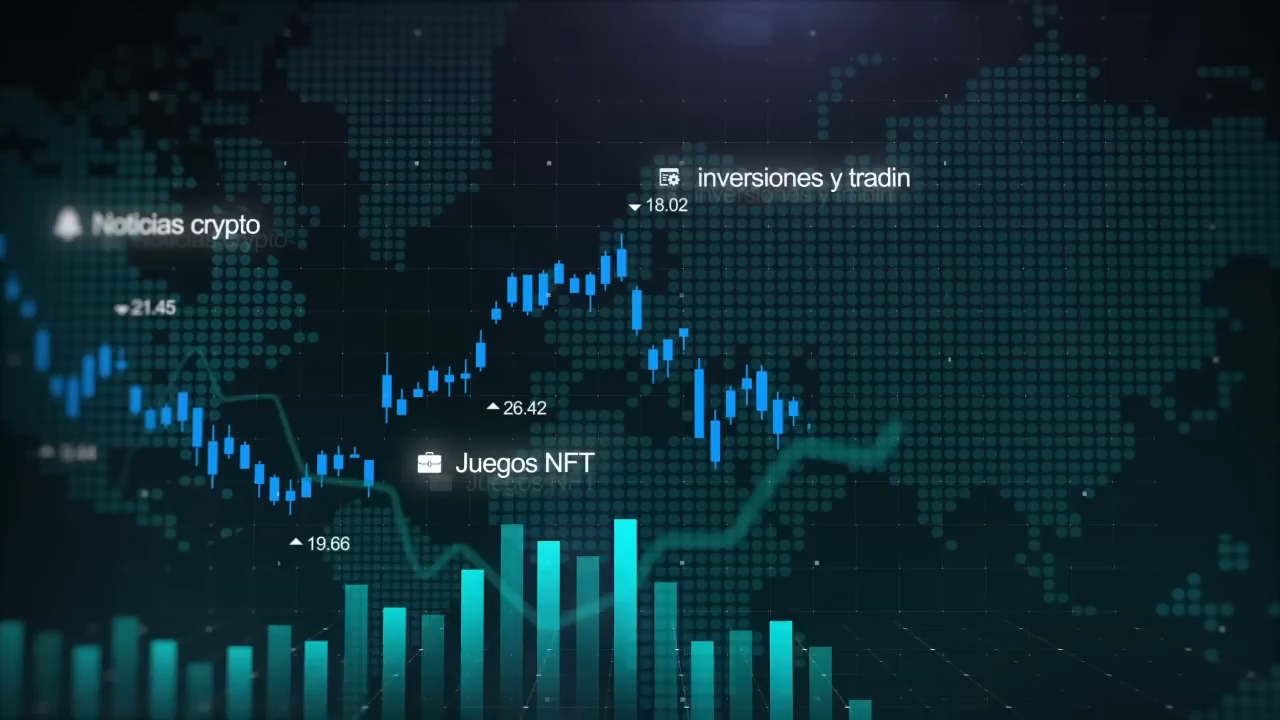 inversiones y tradin
18.02
Noticias crypto
21.45
26.42
Juegos NFT
19.66